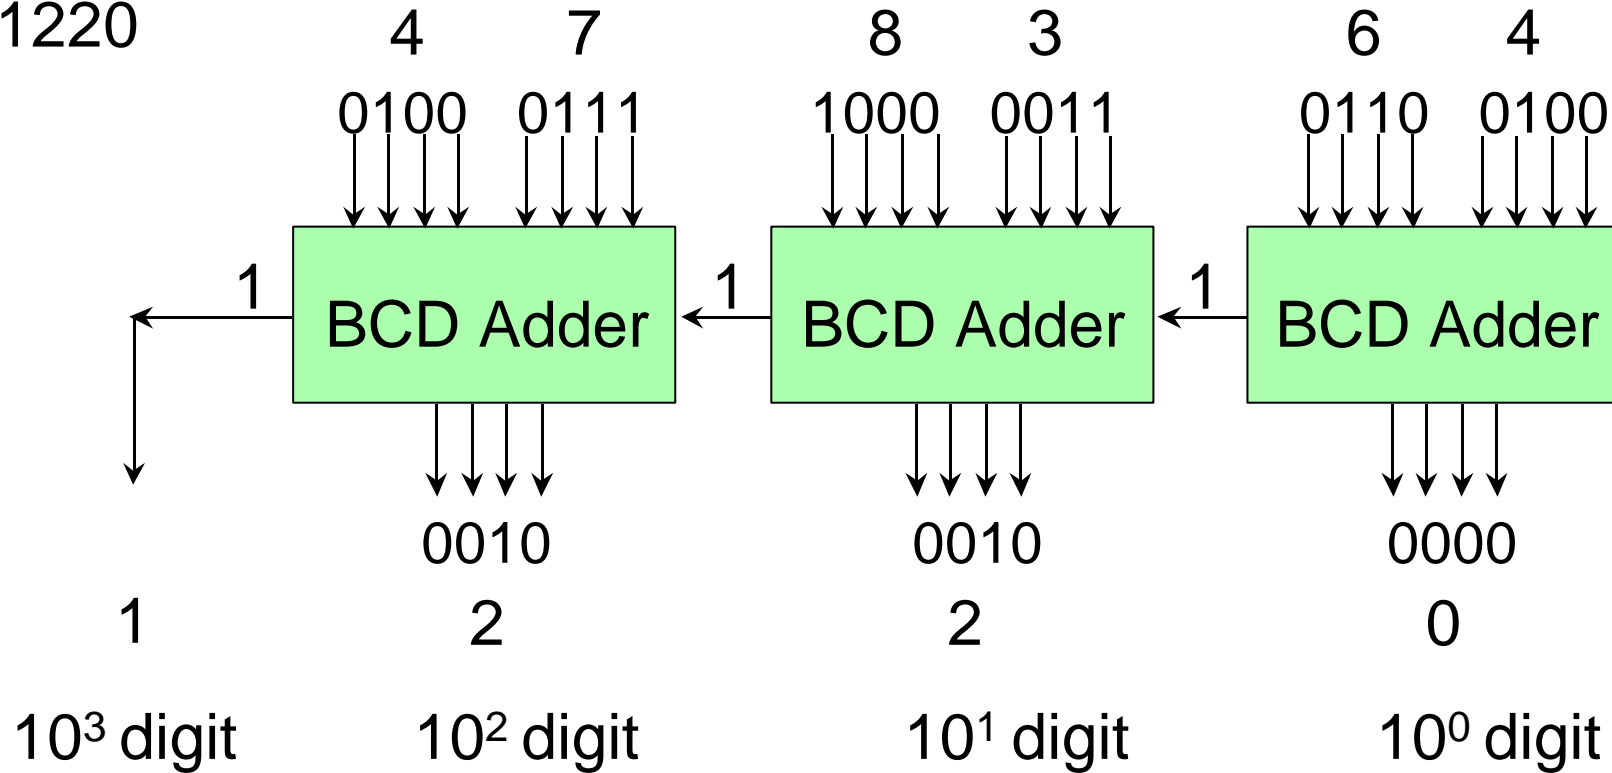 1220 4 7 8 3 6 4
0100 0111 1000 0011 0110 0100
1 1 1
BCD Adder BCD Adder BCD Adder
0010 0010 0000
1 2 2 0
10³ digit 10² digit 10¹ digit 10⁰ digit